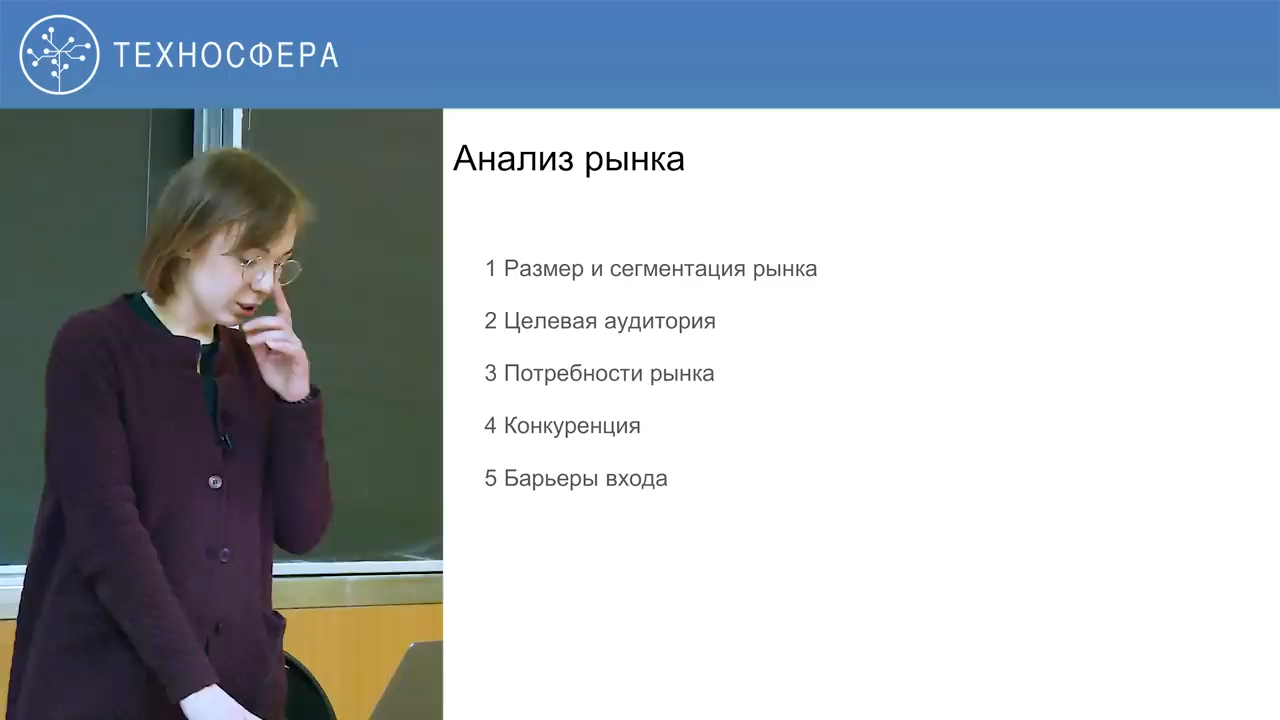 ТЕХНОСФЕРА
Анализ рынка
1 Размер и сегментация рынка
2 Целевая аудитория
3 Потребности рынка
4 Конкуренция
5 Барьеры входа